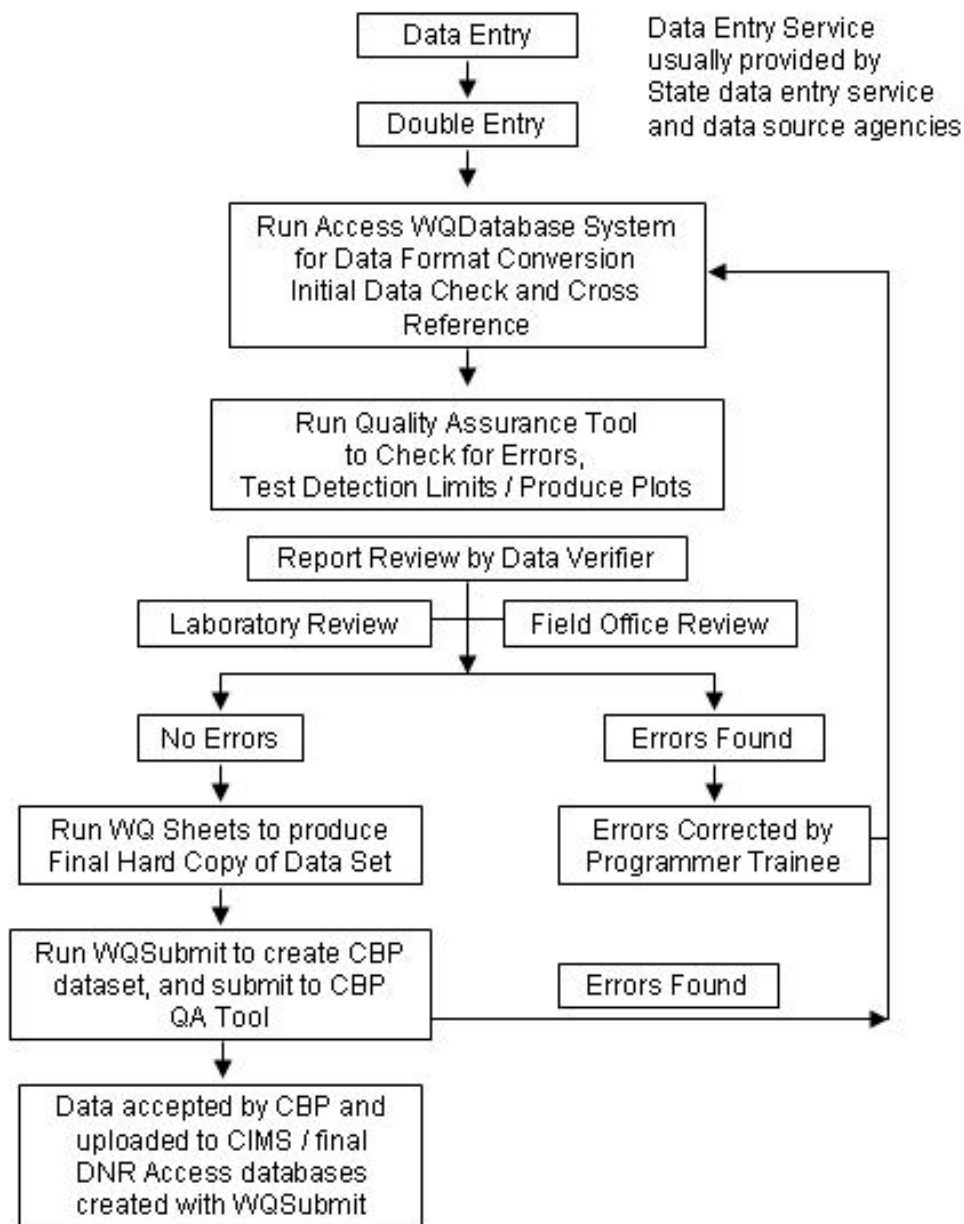 Data Entry
Data Entry Service
usually provided by
State data entry service
and data source agencies
Double Entry
Run Access WQDatabase System
for Data Format Conversion
Initial Data Check and Cross
Reference
Run Quality Assurance Tool
to Check for Errors,
Test Detection Limits / Produce Plots
Report Review by Data Verifier
Laboratory Review
Field Office Review
No Errors
Errors Found
Run WQ Sheets to produce
Final Hard Copy of Data Set
Errors Corrected by
Programmer Trainee
Run WQSubmit to create CBP
dataset, and submit to CBP
QA Tool
Errors Found
Data accepted by CBP and
uploaded to CIMS / final
DNR Access databases
created with WQSubmit